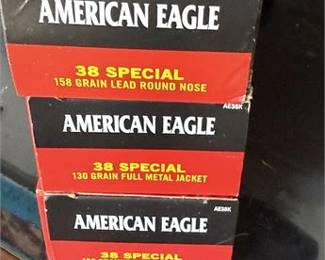 AMERICAN EAGLE
38 SPECIAL
158 GRAIN LEAD ROUND NOSE
AE38K
AMERICAN EAGLE
38 SPECIAL
130 GRAIN FULL METAL JACKET
AE38K
AMERICAN EAGLE
38 SPECIAL